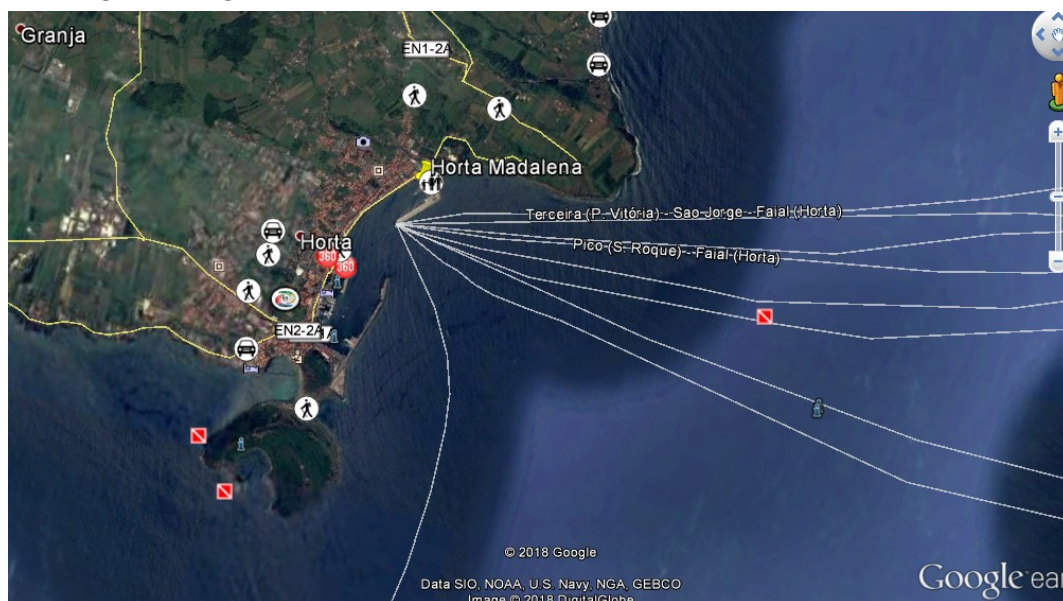 Granja
EN1-2A
Horta Madalena
Terceira (P. Vitória) - Sao Jorge - Faial (Horta)
Horta
Pico (S. Roque) - Faial (Horta)
360
360
EN2-2A
© 2018 Google
Data SIO, NOAA, U.S. Navy, NGA, GEBCO
Image © 2018 DigitalGlobe
Google ear